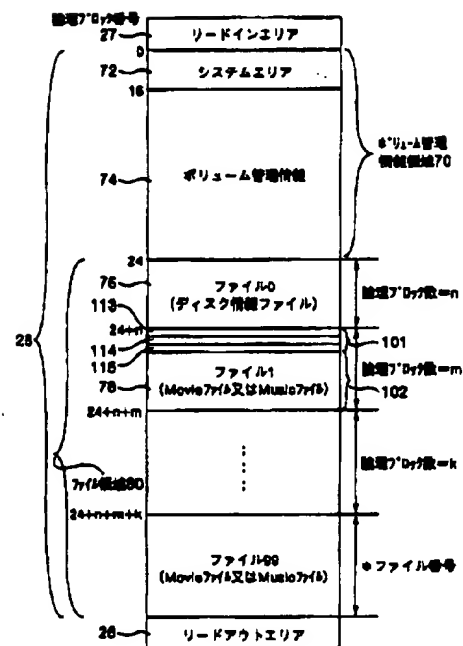 論理ブロック番号
27
リードインエリア
0
72
システムエリア
16
ボリューム管理
情報領域70
74
ボリューム管理情報
24
76
ファイル0
(ディスク情報ファイル)
論理ブロック数=n
113
24+n
28
114
101
115
78
ファイル1
(Movieファイル又はMusicファイル)
論理ブロック数=m
102
24+n+m
論理ブロック数=k
ファイル領域80
24+n+m+k
ファイル99
(Movieファイル又はMusicファイル)
*ファイル番号
26
リードアウトエリア